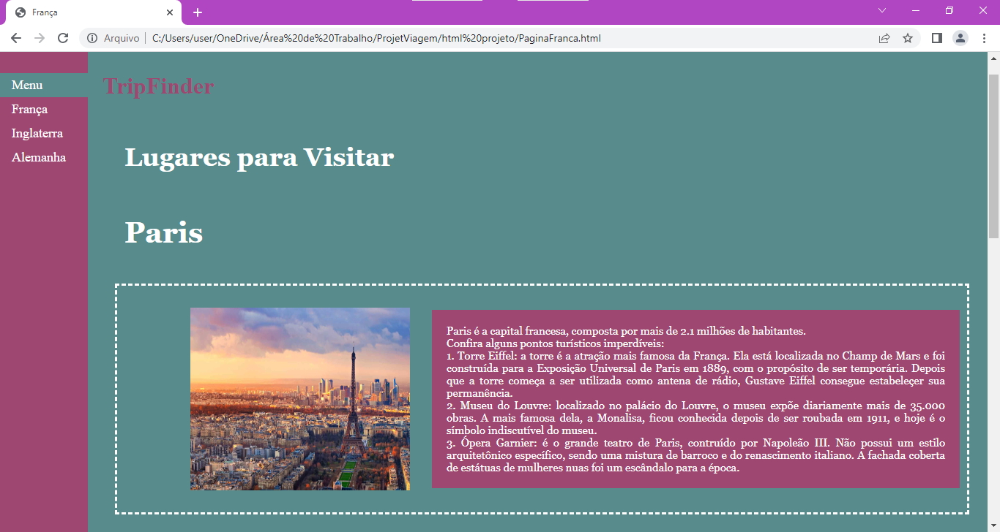 França
Arquivo
C:/Users/user/OneDrive/Área%20de%20Trabalho/ProjetViagem/html%20projeto/PaginaFranca.html
Menu
França
Inglaterra
Alemanha
TripFinder
Lugares para Visitar
Paris
Paris é a capital francesa, composta por mais de 2.1 milhões de habitantes.
Confira alguns pontos turísticos imperdíveis:
1. Torre Eiffel: a torre é a atração mais famosa da França. Ela está localizada no Champ de Mars e foi
construída para a Exposição Universal de Paris em 1889, com o propósito de ser temporária. Depois
que a torre começa a ser utilizada como antena de rádio, Gustave Eiffel consegue estabeleçer sua
permanência.
2. Museu do Louvre: localizado no palácio do Louvre, o museu expõe diariamente mais de 35.000
obras. A mais famosa dela, a Monalisa, ficou conhecida depois de ser roubada em 1911, e hoje é o
símbolo indiscutível do museu.
3. Ópera Garnier: é o grande teatro de Paris, contruído por Napoleão III. Não possui um estilo
arquitetônico específico, sendo uma mistura de barroco e do renascimento italiano. A fachada coberta
de estátuas de mulheres nuas foi um escândalo para a época.